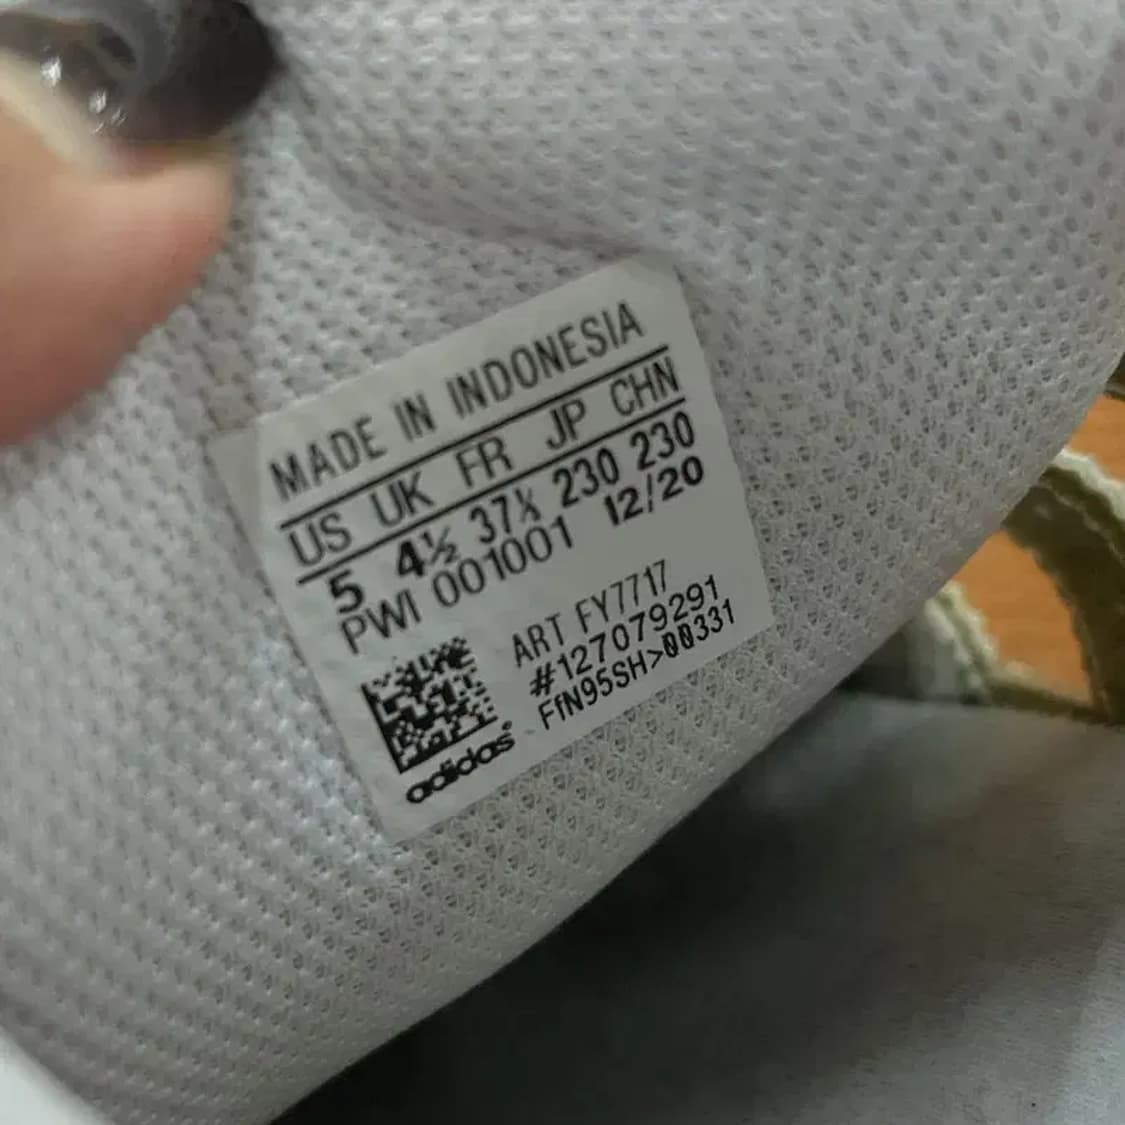 MADE IN INDONESIA
US UK FR JP CHN
5 4½ 37⅓ 230 230
PWI 001001 12/20
ART FY7717
#127079291
FfN95SH>00331
adidas